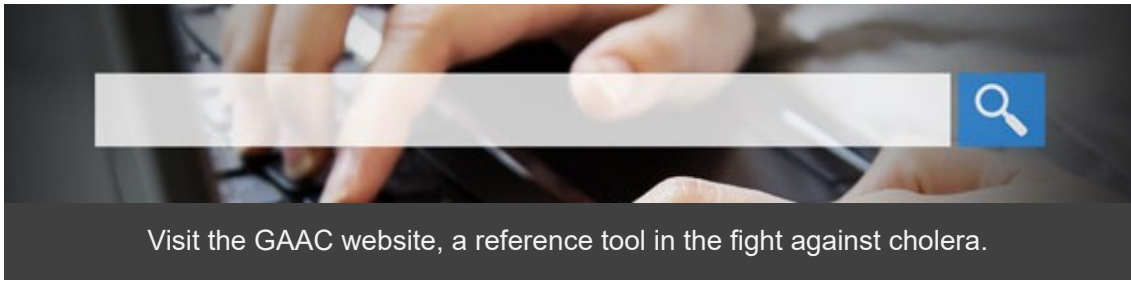 Visit the GAAC website, a reference tool in the fight against cholera.